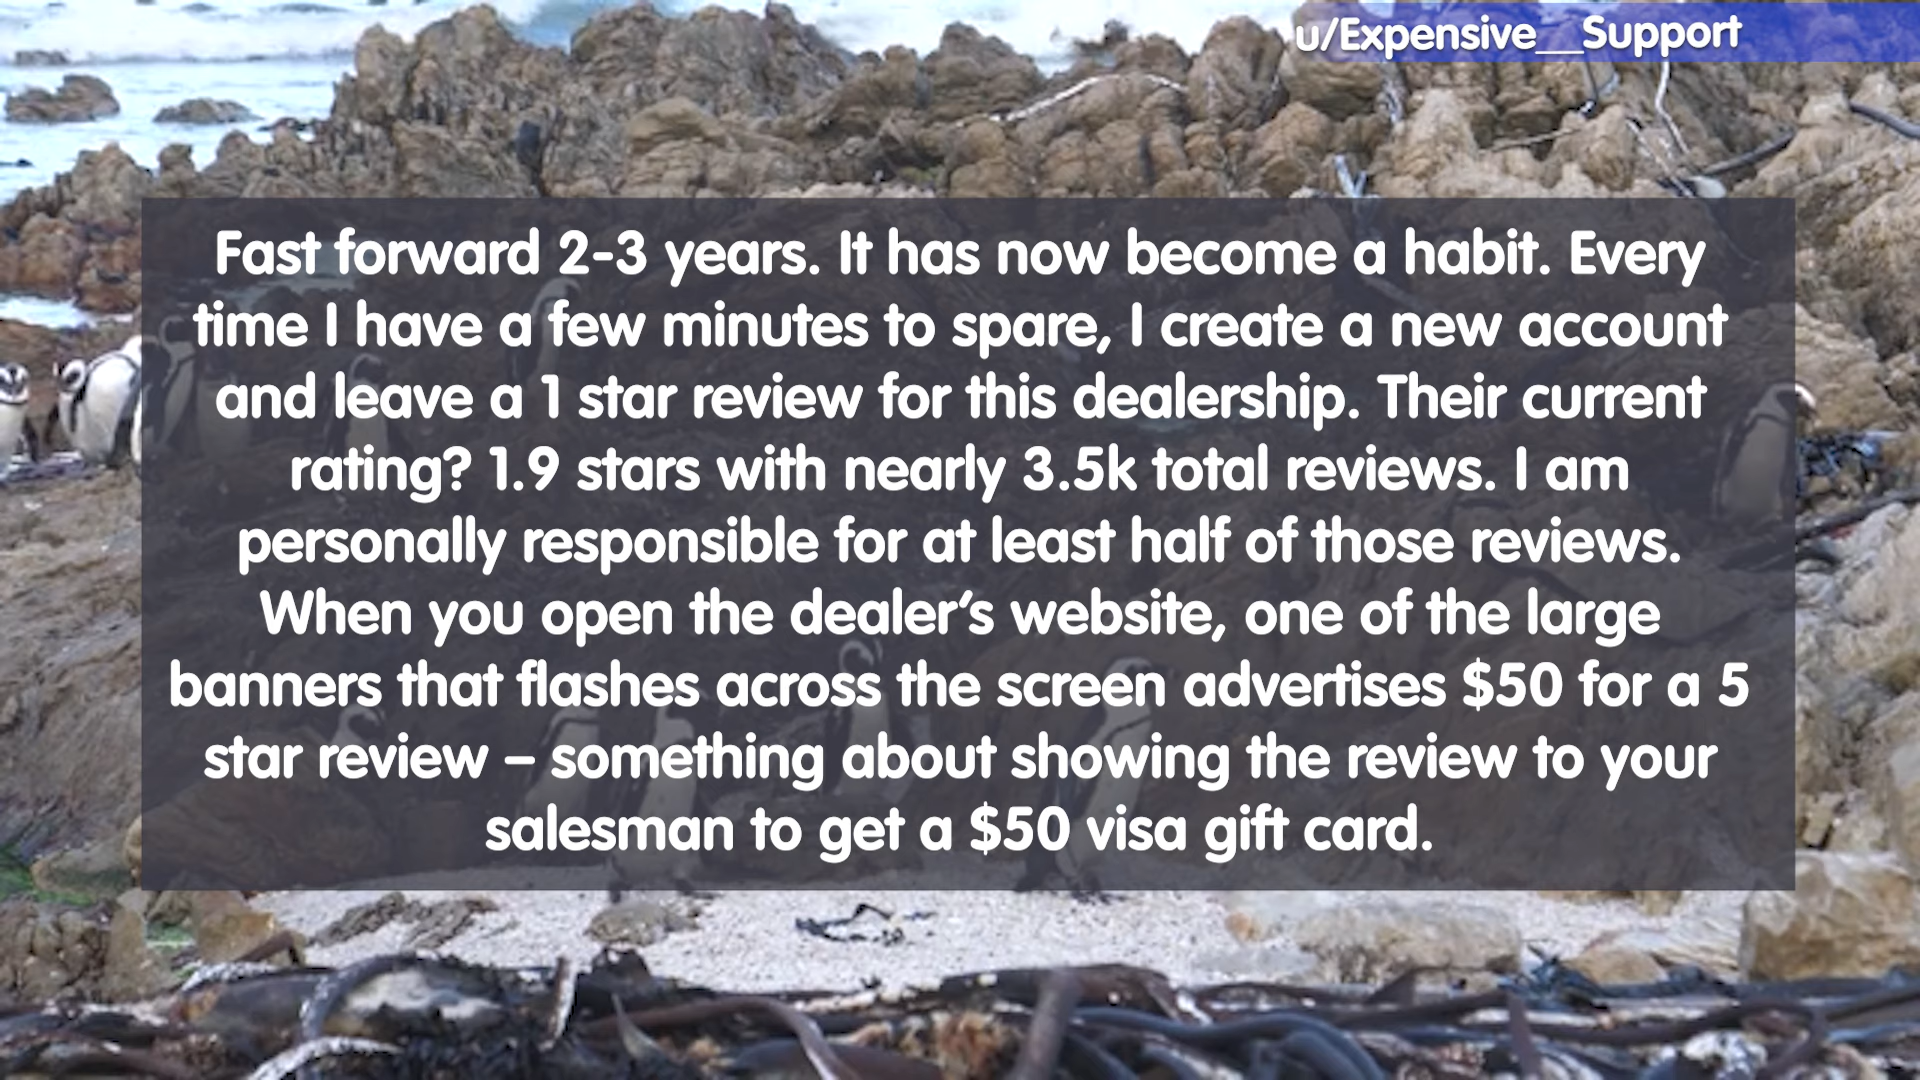 u/Expensive__Support
Fast forward 2-3 years. It has now become a habit. Every
time I have a few minutes to spare, I create a new account
and leave a 1 star review for this dealership. Their current
rating? 1.9 stars with nearly 3.5k total reviews. I am
personally responsible for at least half of those reviews.
When you open the dealer's website, one of the large
banners that flashes across the screen advertises $50 for a 5
star review – something about showing the review to your
salesman to get a $50 visa gift card.